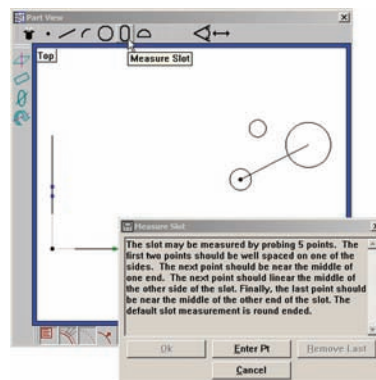 Part View
Measure Slot
Top
Measure Slot
The slot may be measured by probing 5 points. The
first two points should be well spaced on one of the
sides. The next point should be near the middle of
one end. The next point should linear the middle of
the other side of the slot. Finally, the last point should
be near the middle of the other end of the slot. The
default slot measurement is round ended.
Ok
Enter Pt
Remove Last
Cancel